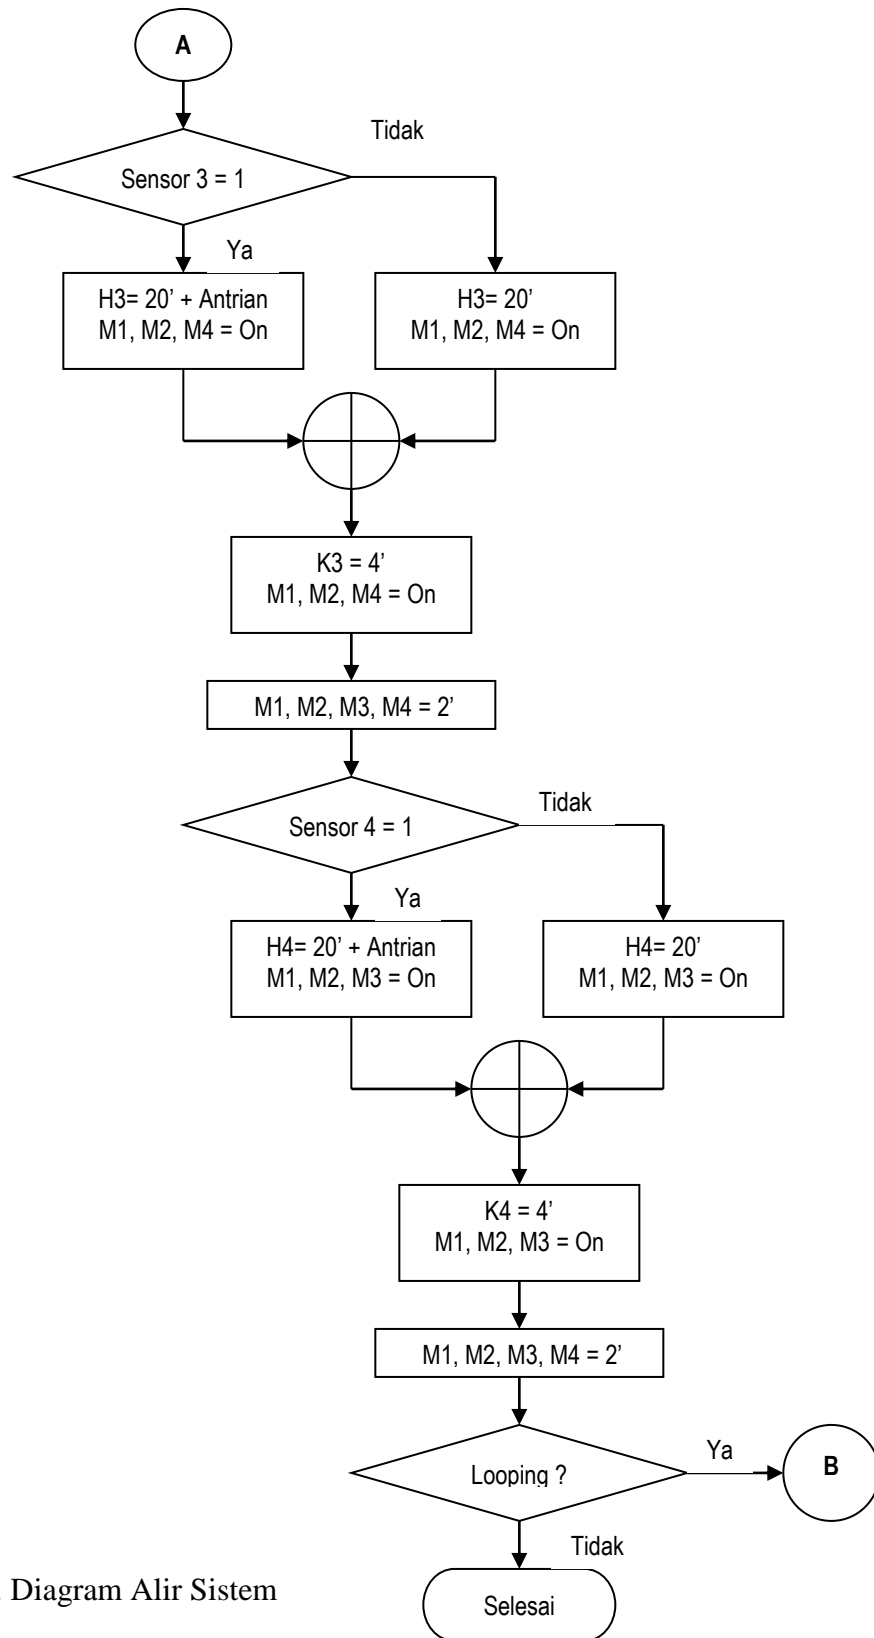 A
Tidak
Sensor 3 = 1
Ya
H3= 20’ + Antrian
M1, M2, M4 = On
H3= 20’
M1, M2, M4 = On
K3 = 4’
M1, M2, M4 = On
M1, M2, M3, M4 = 2’
Tidak
Sensor 4 = 1
Ya
H4= 20’ + Antrian
M1, M2, M3 = On
H4= 20’
M1, M2, M3 = On
K4 = 4’
M1, M2, M3 = On
M1, M2, M3, M4 = 2’
Ya
Looping ?
B
Tidak
Selesai
. Diagram Alir Sistem